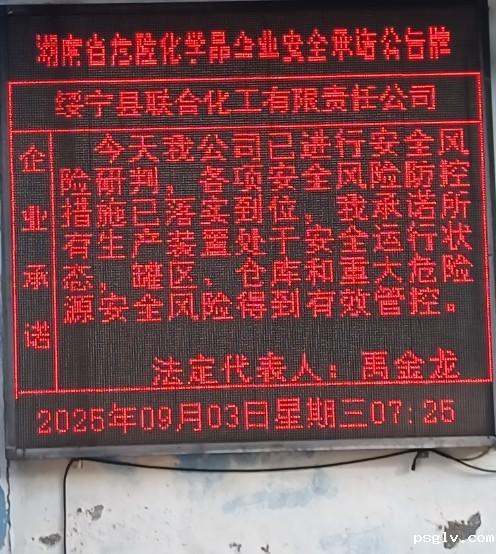 湖南省危险化学品企业安全承诺公告牌
绥宁县联合化工有限责任公司
企业承诺
今天我公司已进行安全风
险研判，各项安全风险防控
措施已落实到位，我承诺所
有生产装置处于安全运行状
态，罐区、仓库和重大危险
源安全风险得到有效管控。
法定代表人：禹金龙
2025年09月03日星期三07:25
psglv.com